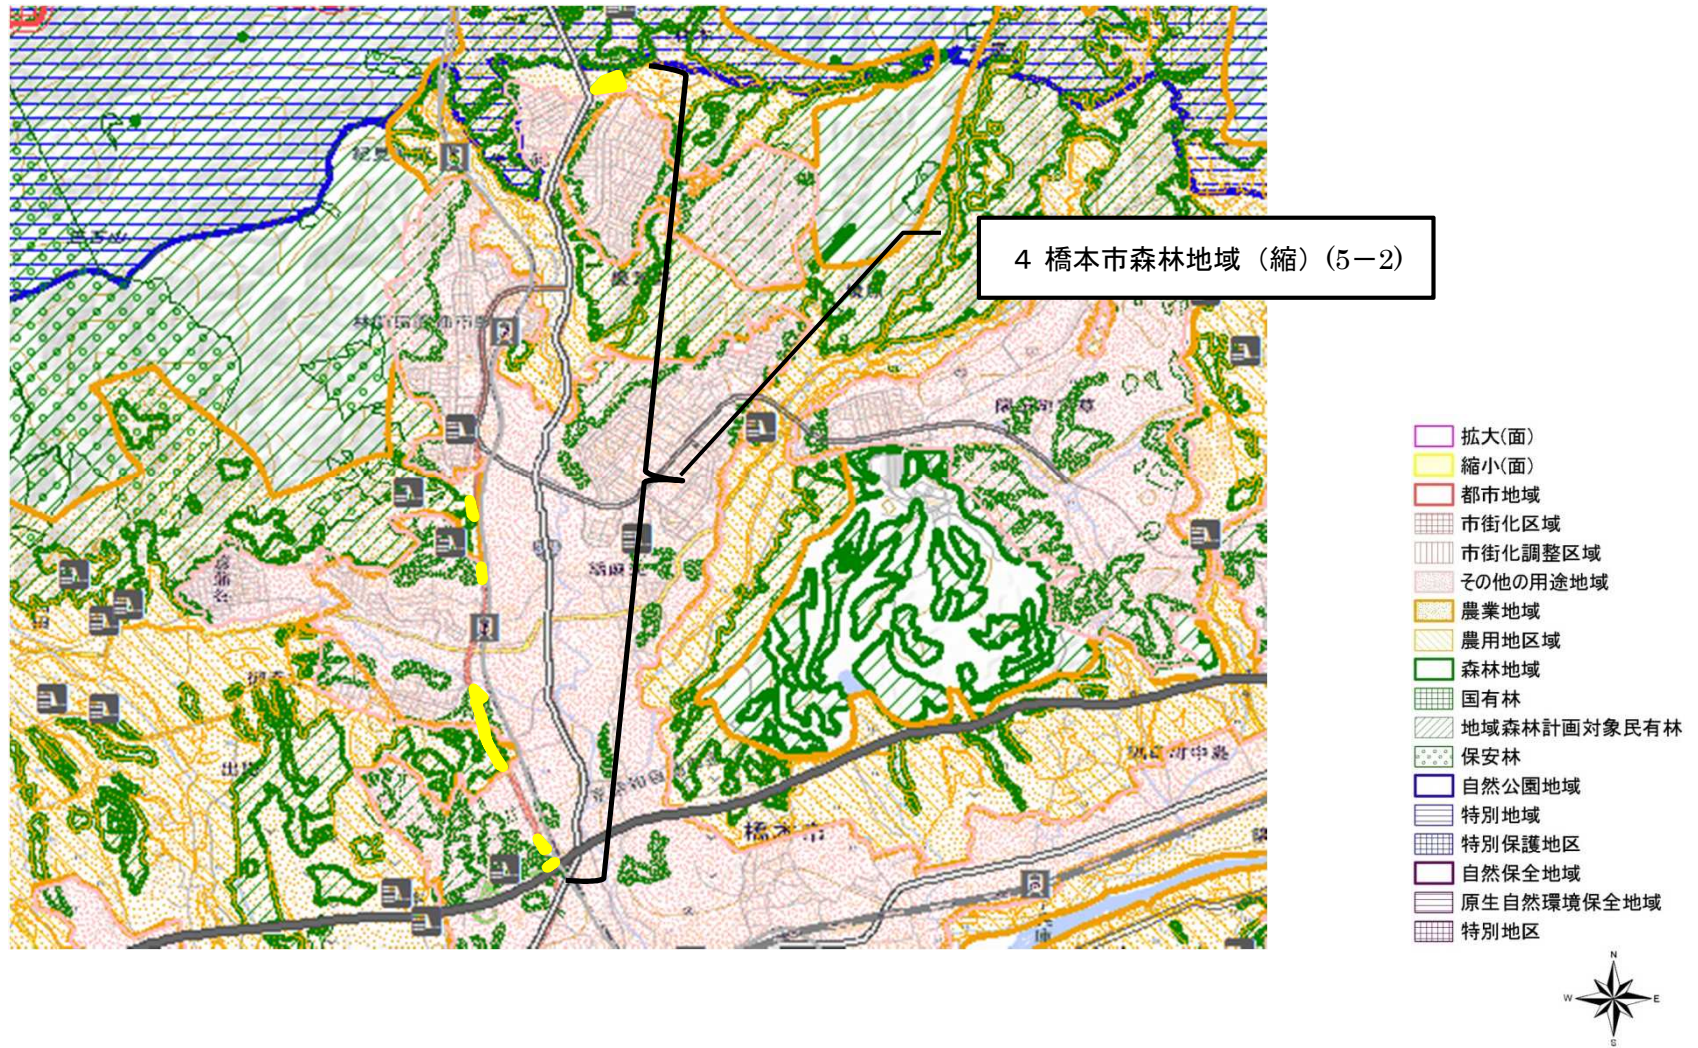 4 橋本市森林地域（縮）(5－2)
橋本市
出塔
拡大(面)
縮小(面)
都市地域
市街化区域
市街化調整区域
その他の用途地域
農業地域
農用地区域
森林地域
国有林
地域森林計画対象民有林
保安林
自然公園地域
特別地域
特別保護地区
自然保全地域
原生自然環境保全地域
特別地区
N
W
E
S